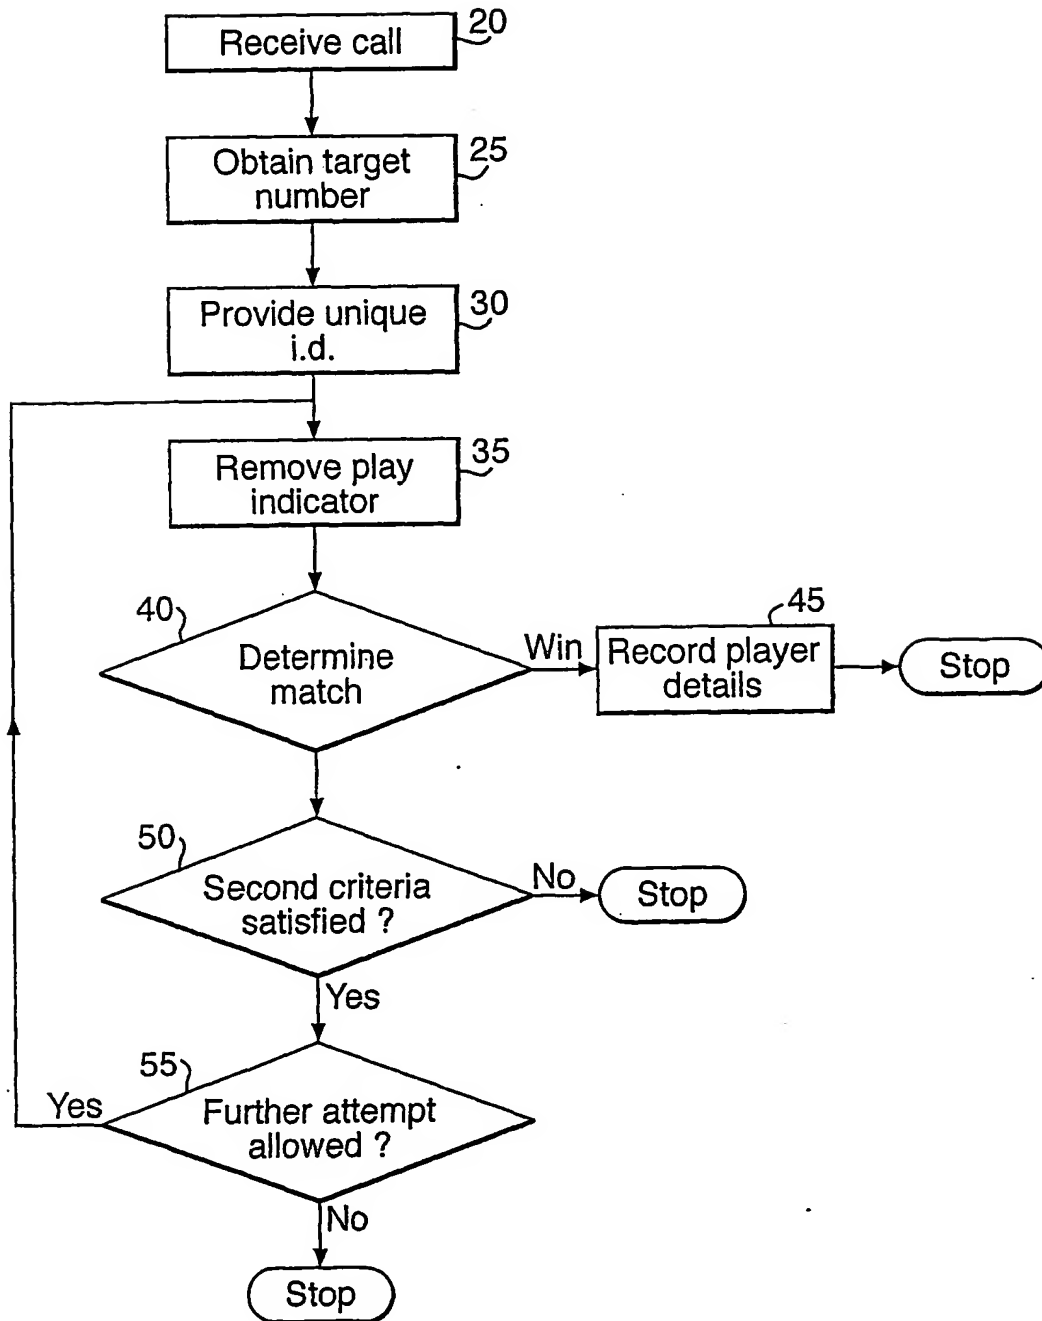 Receive call
20
Obtain target
number
25
Provide unique
i.d.
30
Remove play
indicator
35
40
Determine
match
Win
45
Record player
details
Stop
50
Second criteria
satisfied ?
No
Stop
Yes
55
Yes
Further attempt
allowed ?
No
Stop